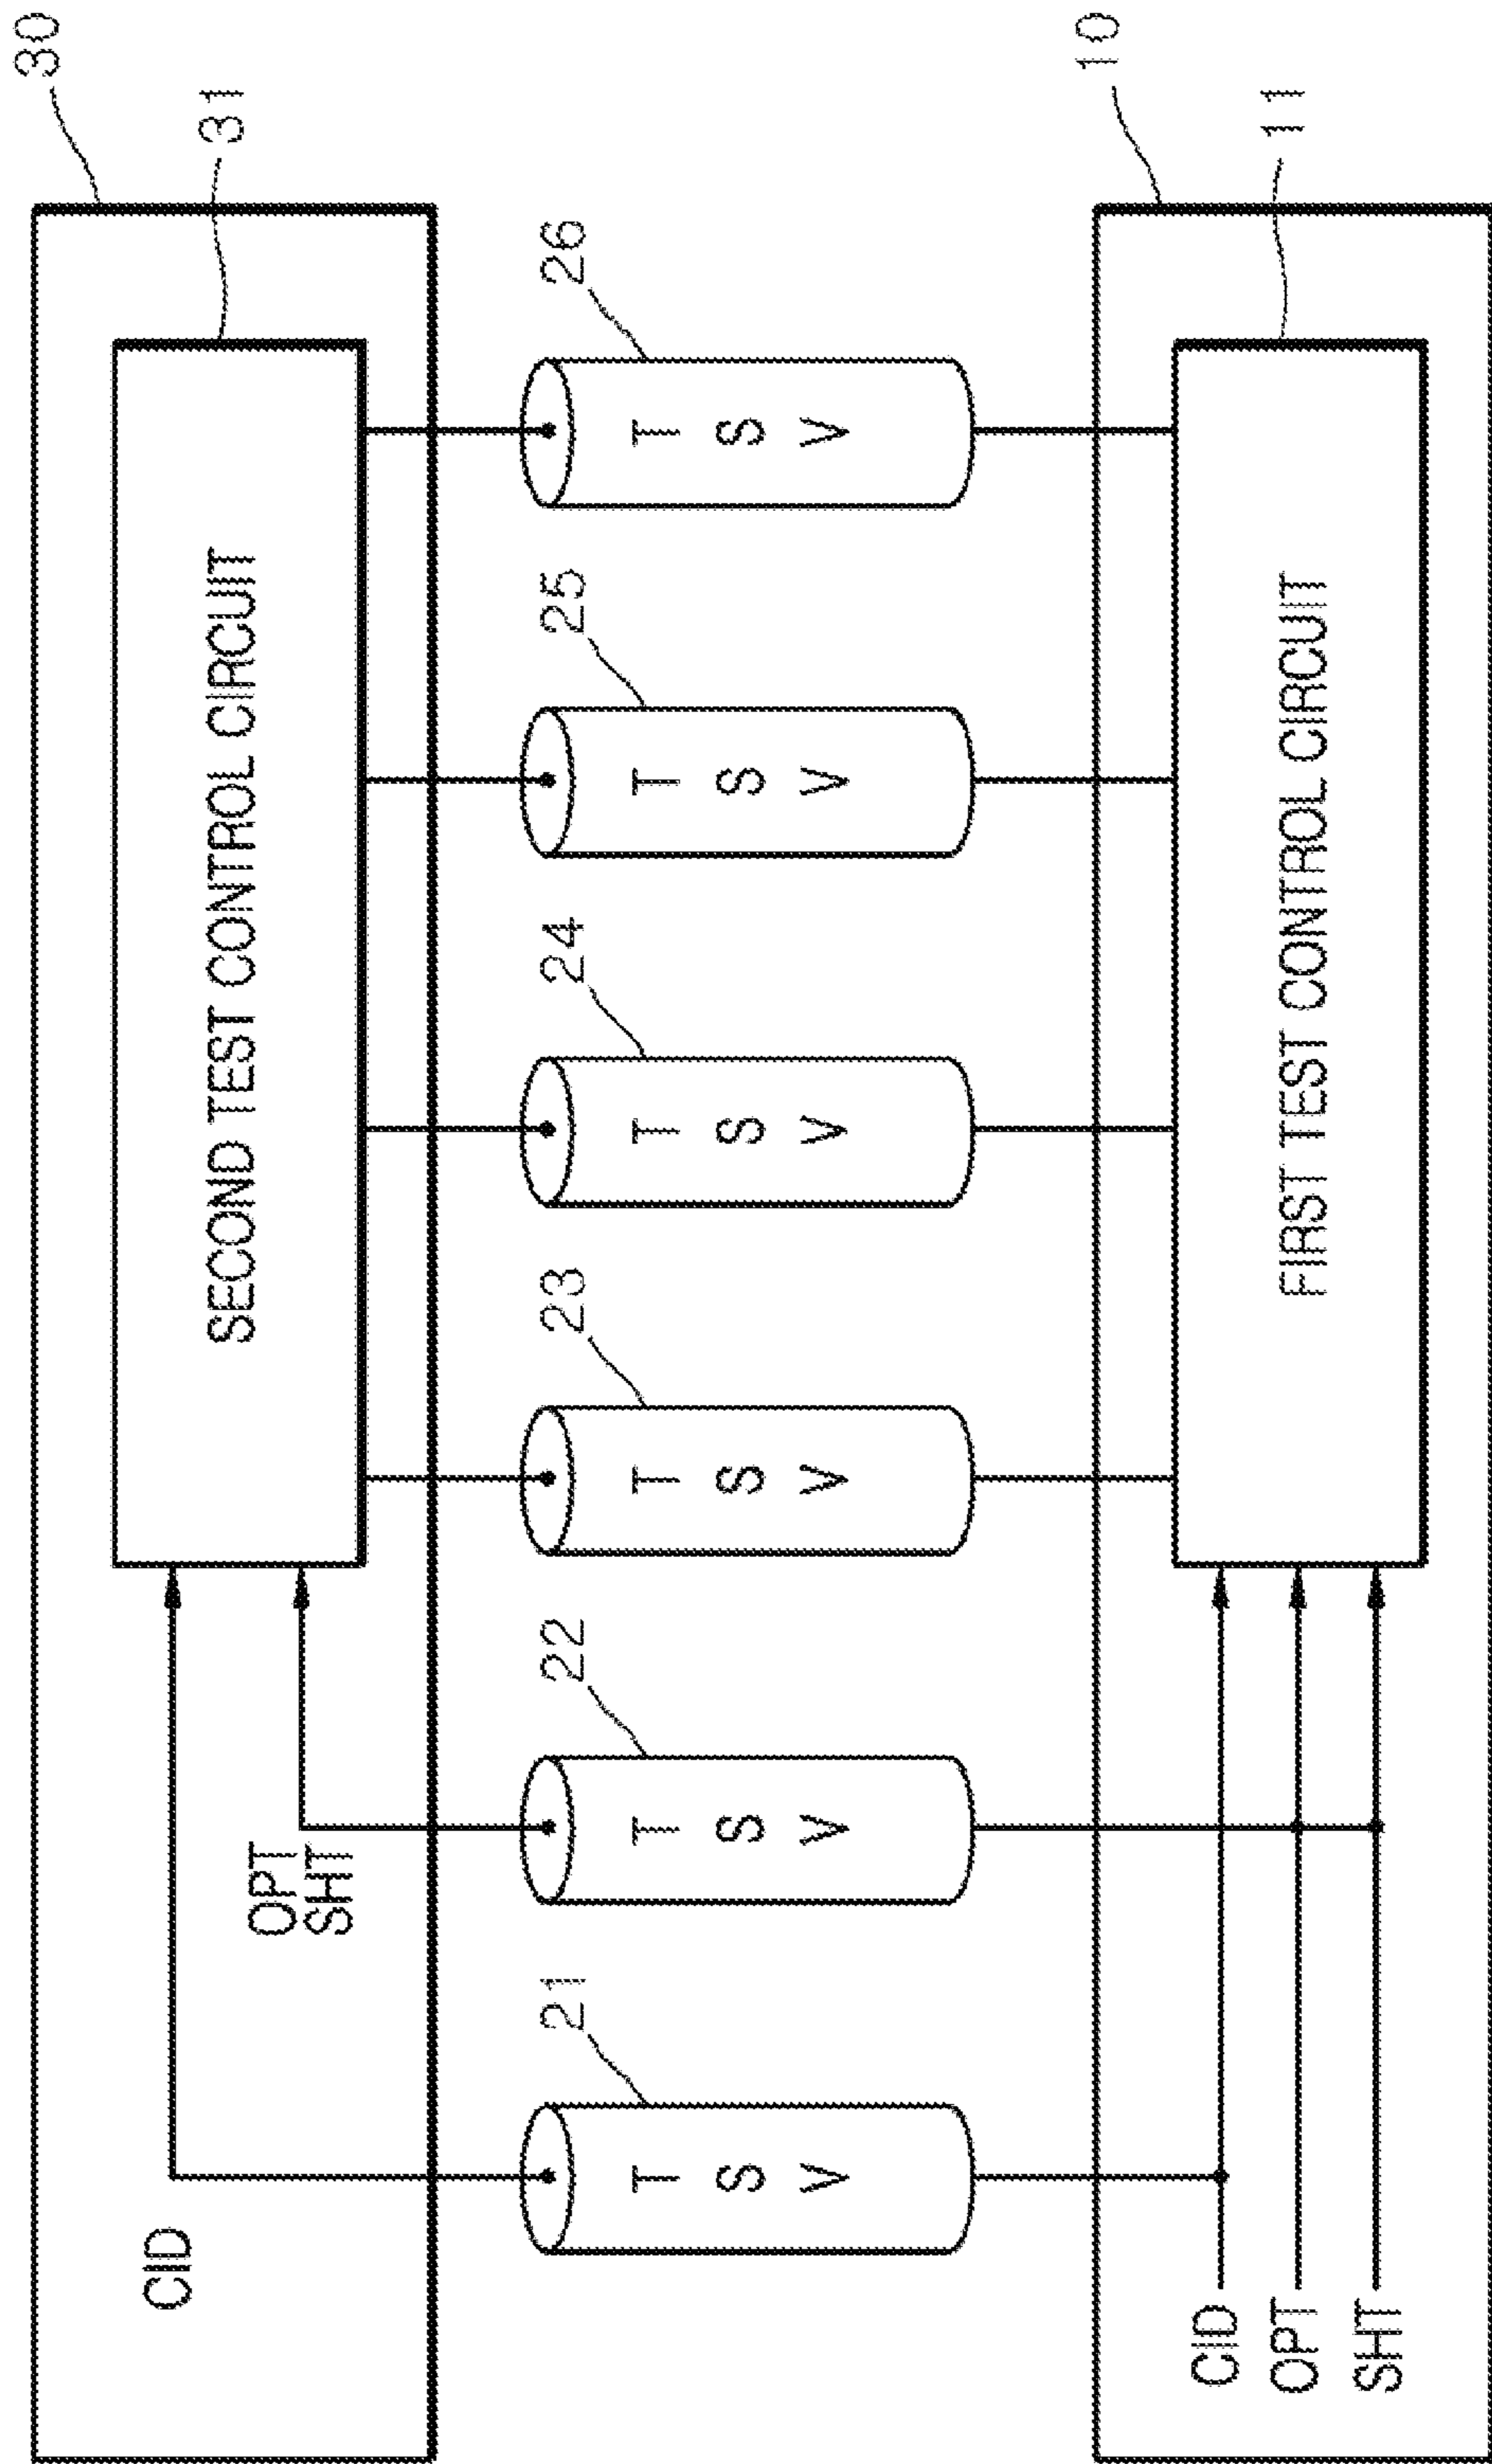 30
31
SECOND TEST CONTROL CIRCUIT
CID
OPT
SHT
21
22
23
24
25
26
TSV
TSV
TSV
TSV
TSV
TSV
10
11
FIRST TEST CONTROL CIRCUIT
CID
OPT
SHT